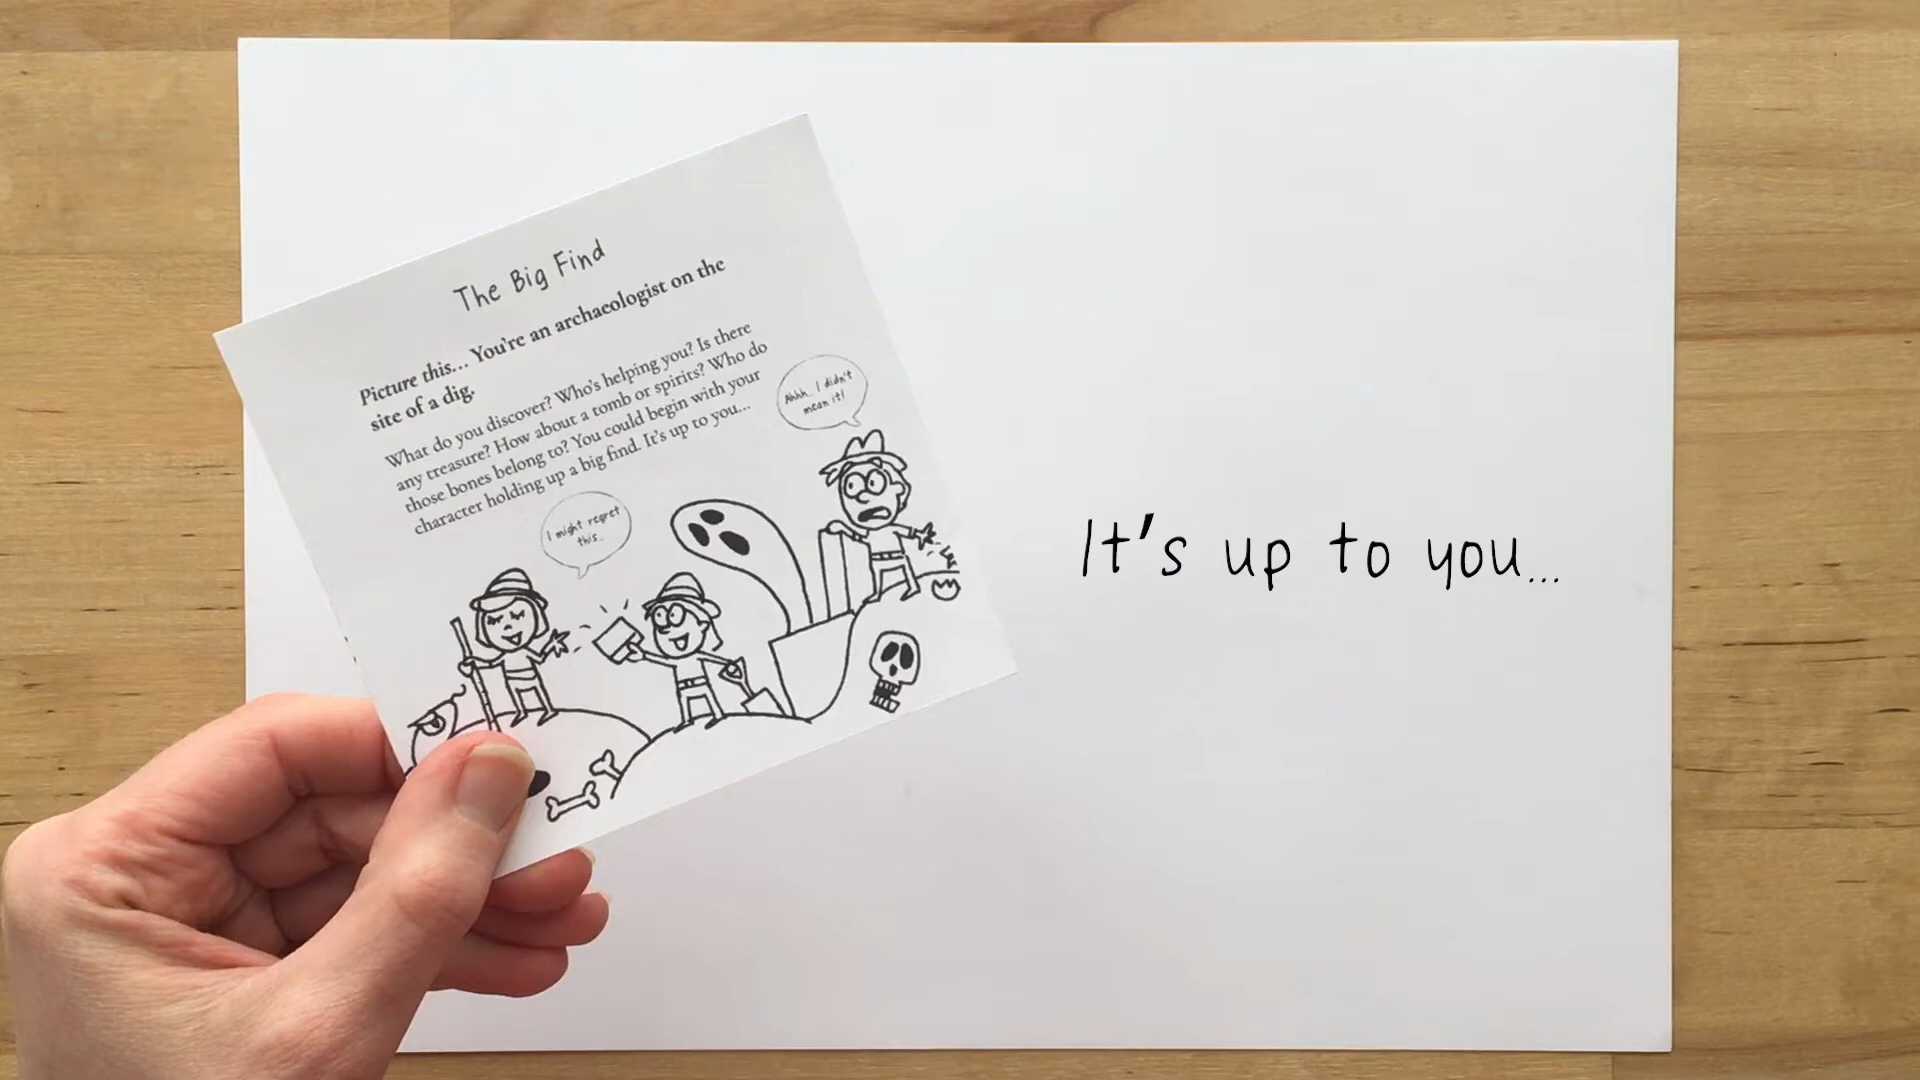 The Big Find
Picture this... You're an archaeologist on the
site of a dig.
What do you discover? Who's helping you? Is there
any treasure? How about a tomb or spirits? Who do
those bones belong to? You could begin with your
character holding up a big find. It's up to you...
Ahhh... I didn't
mean it!
I might regret
this...
It's up to you...